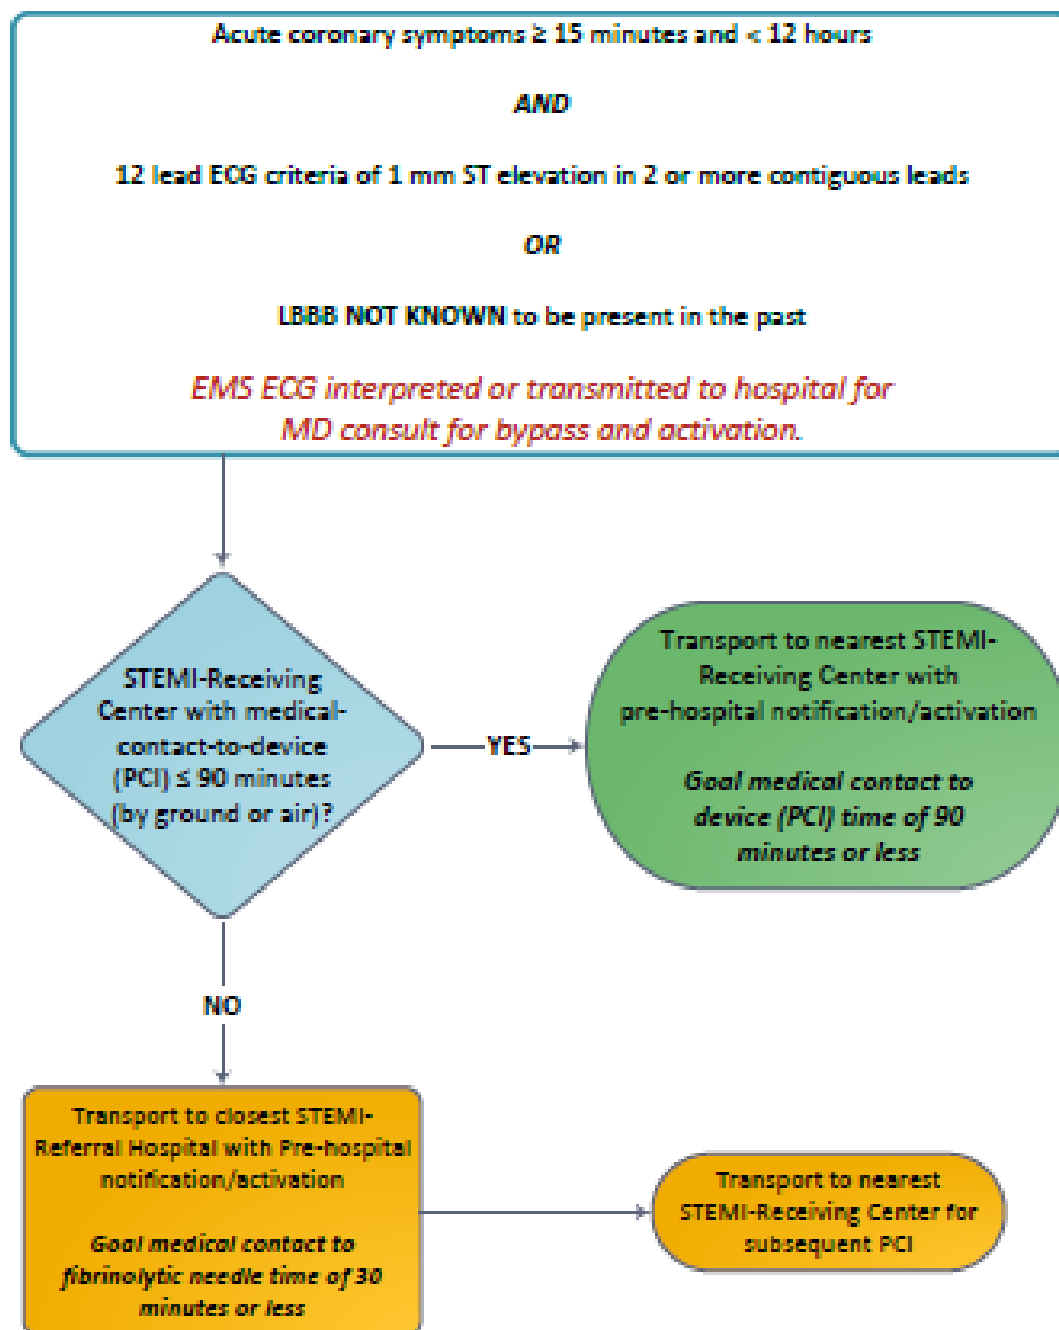 Acute coronary symptoms ≥ 15 minutes and < 12 hours
AND
12 lead ECG criteria of 1 mm ST elevation in 2 or more contiguous leads
OR
LBBB NOT KNOWN to be present in the past
EMS ECG interpreted or transmitted to hospital for
MD consult for bypass and activation.
STEMI-Receiving
Center with medical-
contact-to-device
(PCI) ≤ 90 minutes
(by ground or air)?
YES
Transport to nearest STEMI-
Receiving Center with
pre-hospital notification/activation
Goal medical contact to
device (PCI) time of 90
minutes or less
NO
Transport to closest STEMI-
Referral Hospital with Pre-hospital
notification/activation
Goal medical contact to
fibrinolytic needle time of 30
minutes or less
Transport to nearest
STEMI-Receiving Center for
subsequent PCI